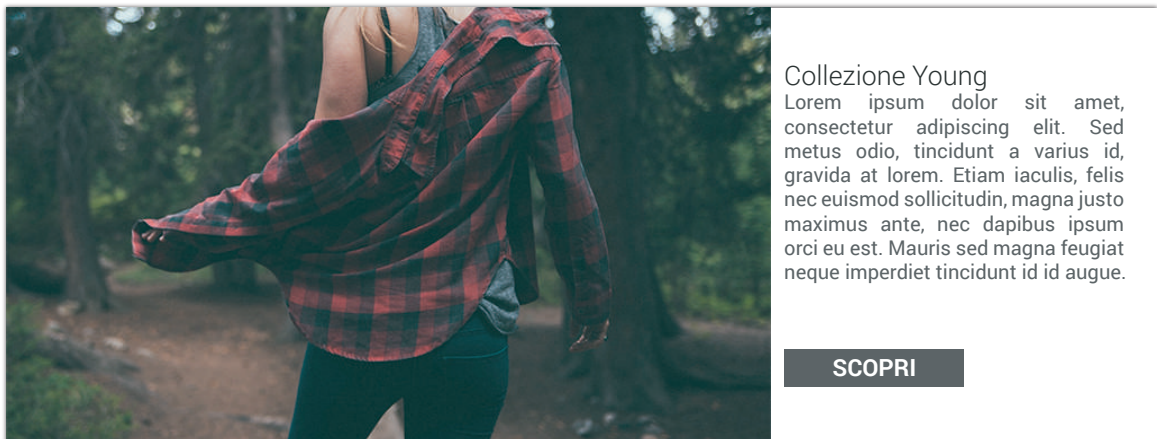 Collezione Young
Lorem ipsum dolor sit amet,
consectetur adipiscing elit. Sed
metus odio, tincidunt a varius id,
gravida at lorem. Etiam iaculis, felis
nec euismod sollicitudin, magna justo
maximus ante, nec dapibus ipsum
orci eu est. Mauris sed magna feugiat
neque imperdiet tincidunt id id augue.
SCOPRI